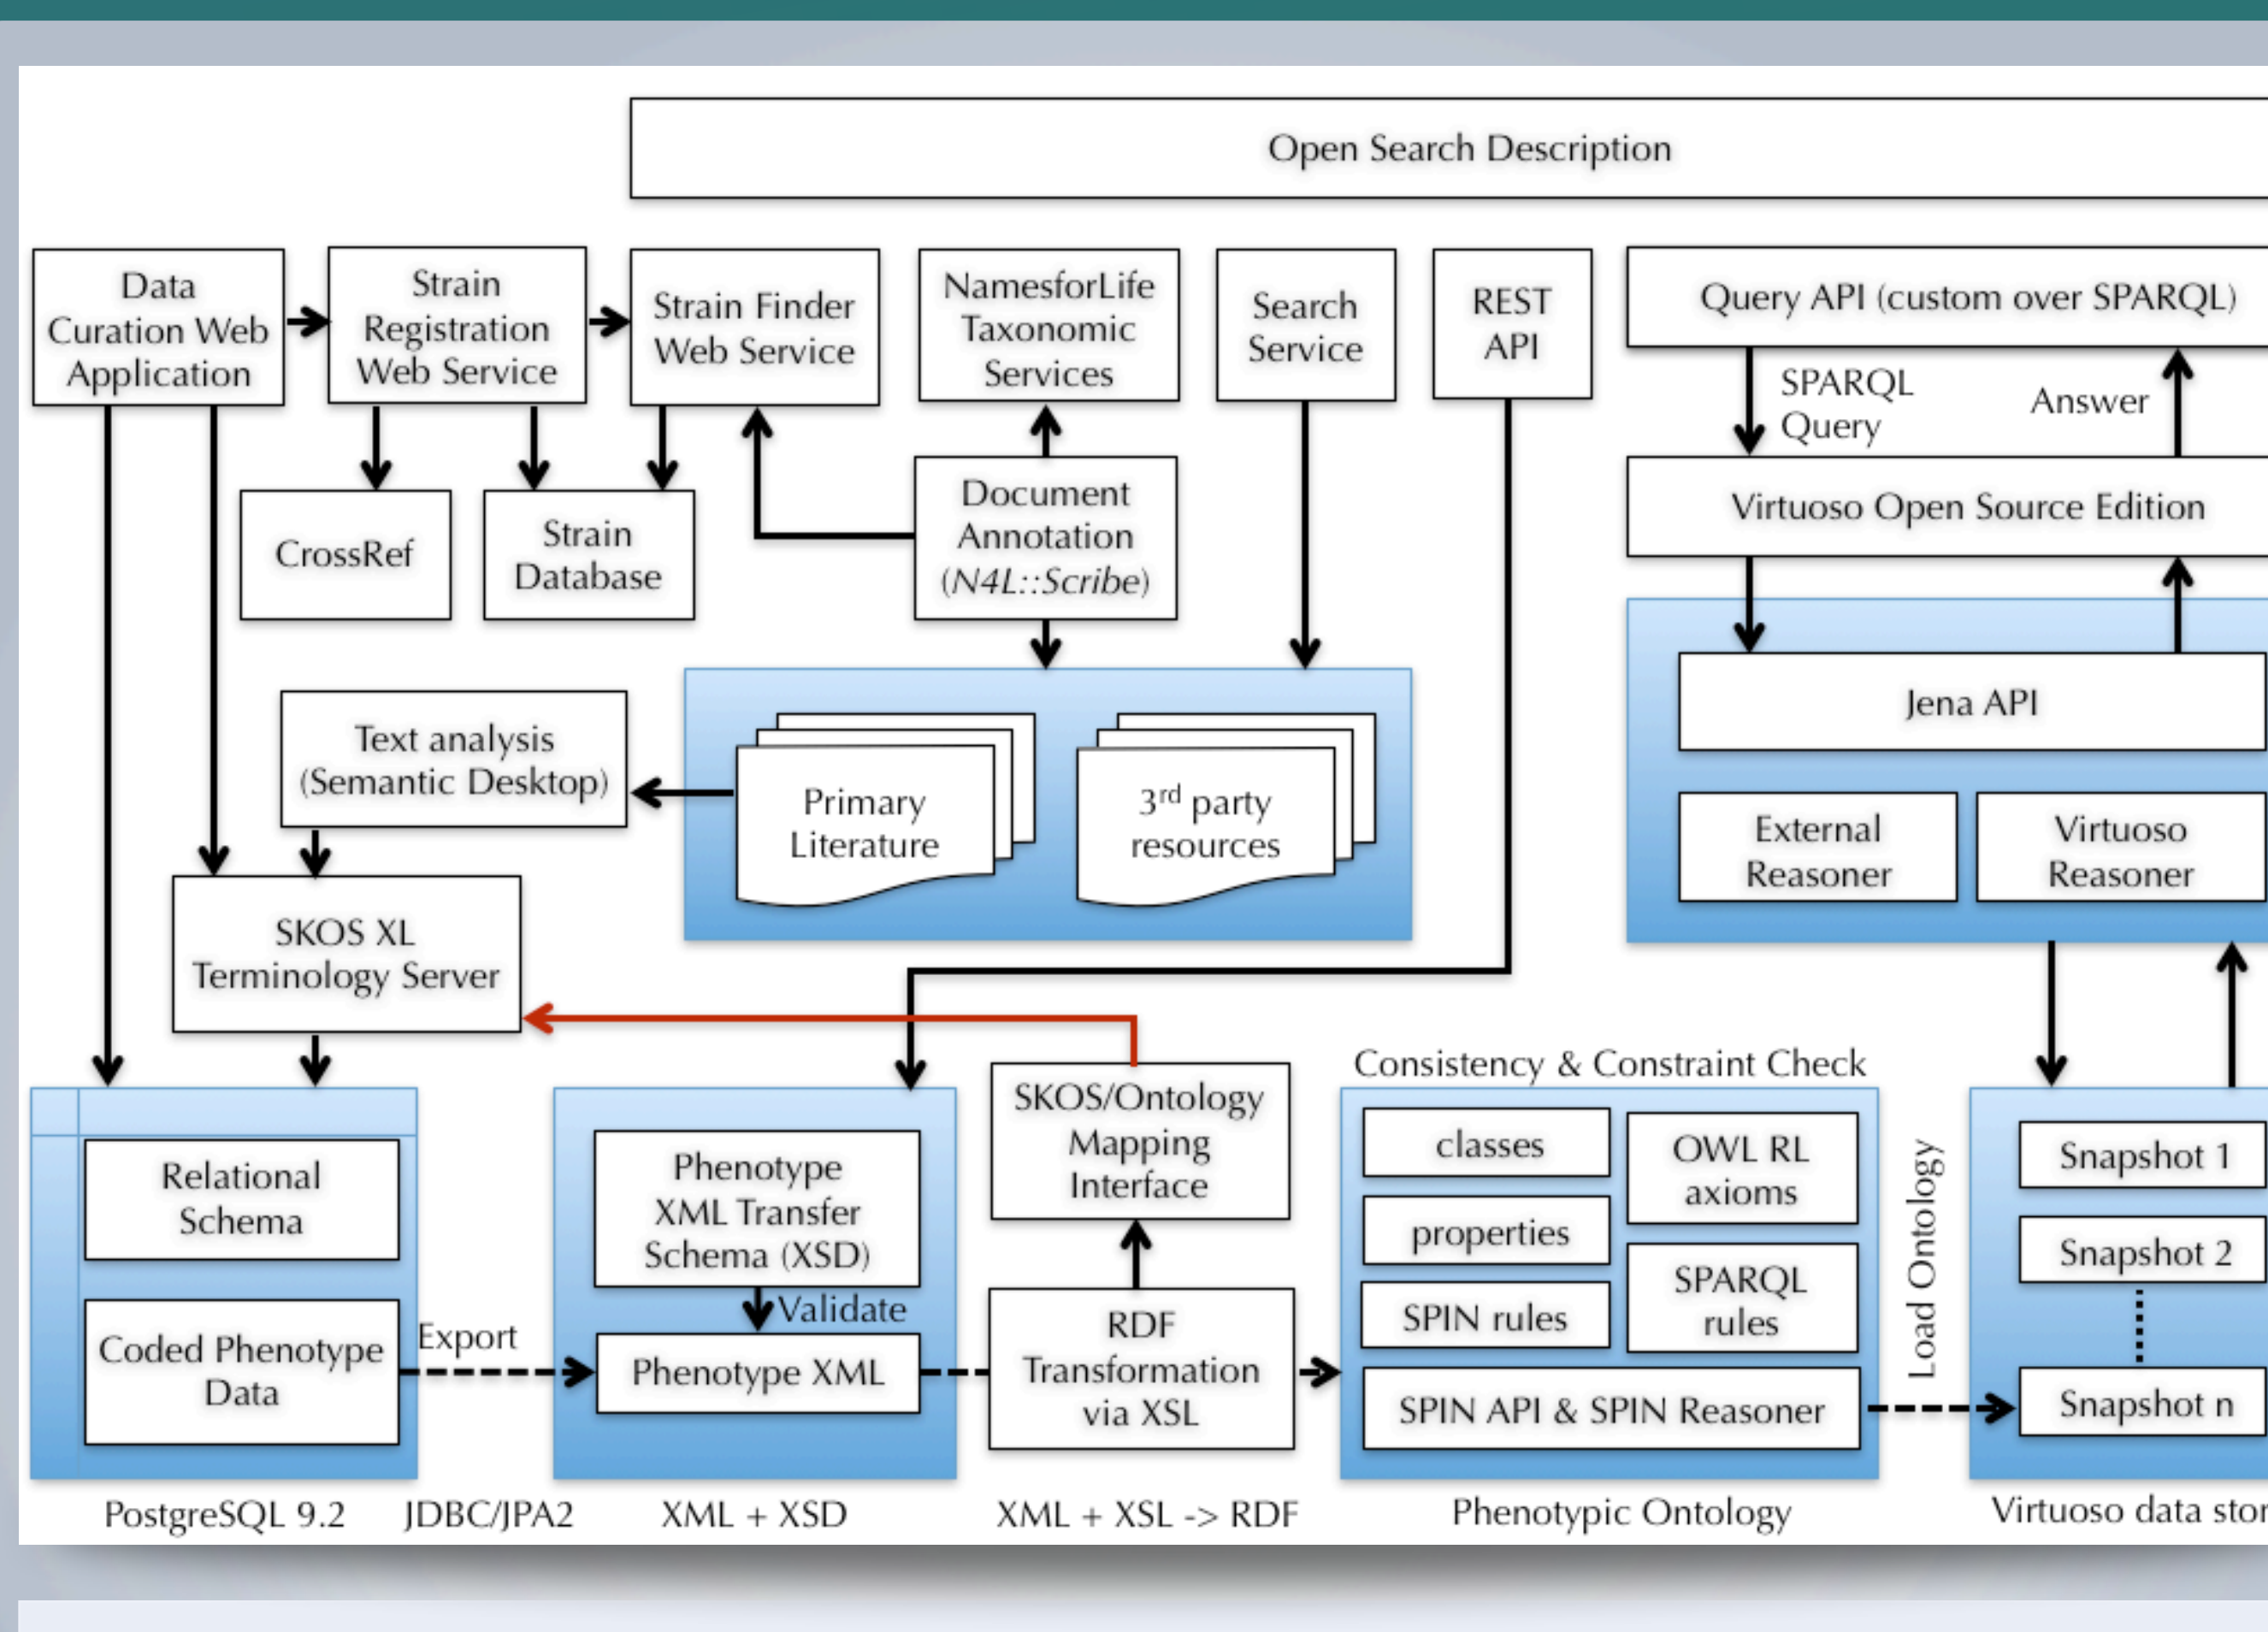 Open Search Description
Data
Curation Web
Application
Strain
Registration
Web Service
Strain Finder
Web Service
NamesforLife
Taxonomic
Services
Search
Service
REST
API
Query API (custom over SPARQL)
SPARQL
Query
Answer
CrossRef
Strain
Database
Document
Annotation
(N4L::Scribe)
Virtuoso Open Source Edition
Text analysis
(Semantic Desktop)
Primary
Literature
3rd party
resources
Jena API
External
Reasoner
Virtuoso
Reasoner
SKOS XL
Terminology Server
Relational
Schema
Coded Phenotype
Data
Export
Phenotype
XML Transfer
Schema (XSD)
Validate
Phenotype XML
SKOS/Ontology
Mapping
Interface
RDF
Transformation
via XSL
Consistency & Constraint Check
classes
properties
SPIN rules
OWL RL
axioms
SPARQL
rules
SPIN API & SPIN Reasoner
Load Ontology
Snapshot 1
Snapshot 2
Snapshot n
PostgreSQL 9.2
JDBC/JPA2
XML + XSD
XML + XSL -> RDF
Phenotypic Ontology
Virtuoso data